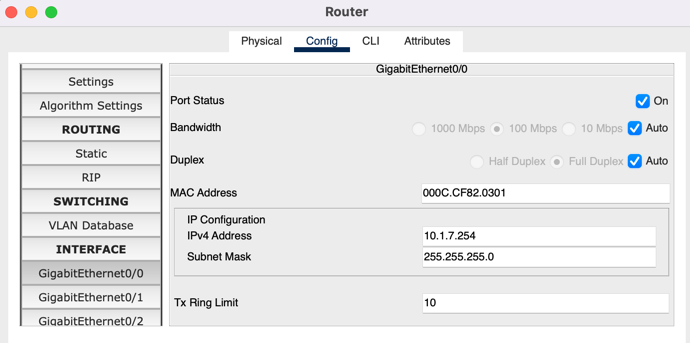 Router
Physical Config CLI Attributes
GigabitEthernet0/0
Settings
Algorithm Settings
ROUTING
Static
RIP
SWITCHING
VLAN Database
INTERFACE
GigabitEthernet0/0
GigabitEthernet0/1
GigabitEthernet0/2
Port Status On
Bandwidth 1000 Mbps 100 Mbps 10 Mbps Auto
Duplex Half Duplex Full Duplex Auto
MAC Address 000C.CF82.0301
IP Configuration
IPv4 Address 10.1.7.254
Subnet Mask 255.255.255.0
Tx Ring Limit 10